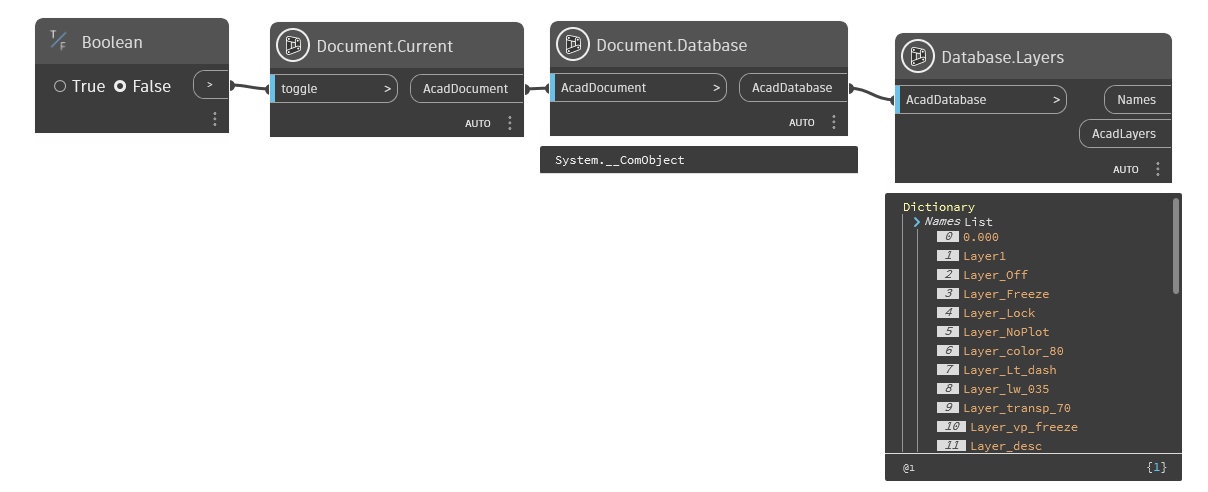 T
F
Boolean
True
False
>
Document.Current
toggle
>
AcadDocument
AUTO
Document.Database
AcadDocument
>
AcadDatabase
AUTO
System.__ComObject
Database.Layers
AcadDatabase
>
Names
AcadLayers
AUTO
Dictionary
Names List
0 0.000
1 Layer1
2 Layer_Off
3 Layer_Freeze
4 Layer_Lock
5 Layer_NoPlot
6 Layer_color_80
7 Layer_Lt_dash
8 Layer_lw_035
9 Layer_transp_70
10 Layer_vp_freeze
11 Layer_desc
@1
{1}